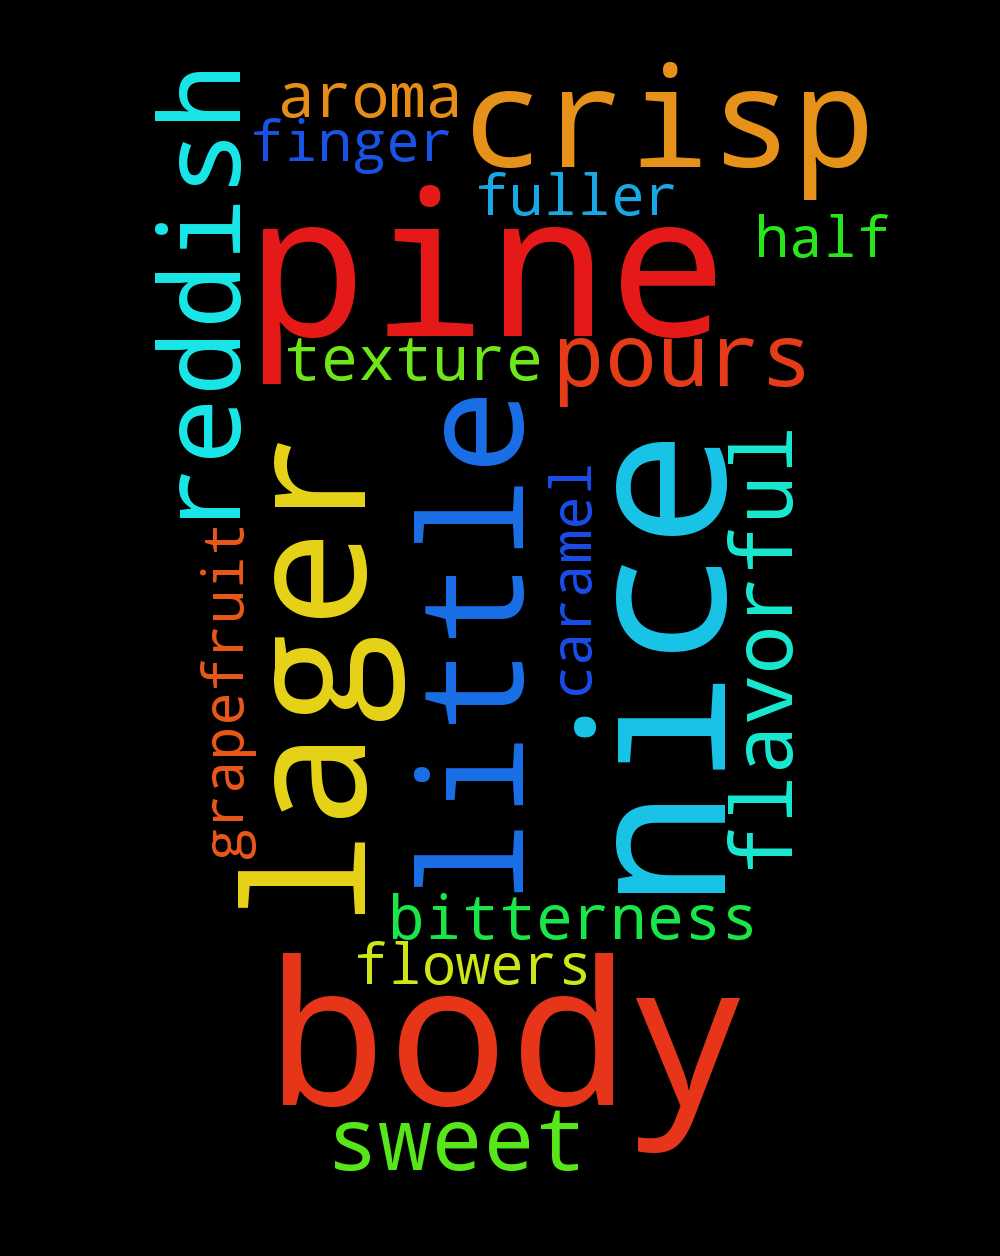 reddish
aroma
crisp
finger
fuller
half
pine
texture
pours
lager
little
caramel
nice
flavorful
grapefruit
bitterness
flowers
body
sweet